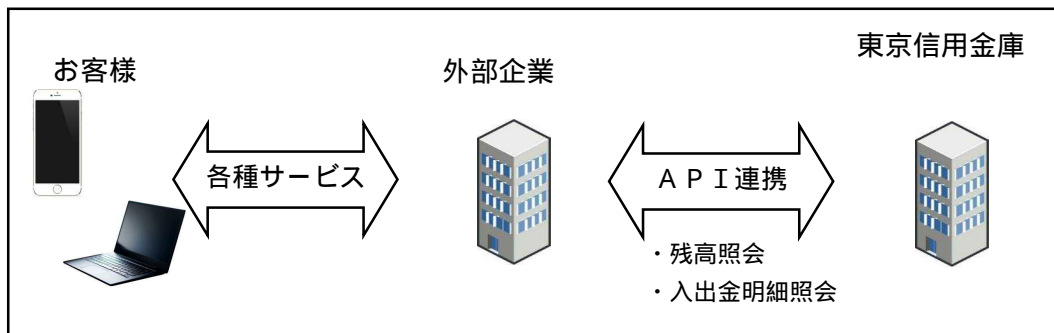 東京信用金庫
お客様
外部企業
各種サービス
ＡＰＩ連携
・残高照会
・入出金明細照会